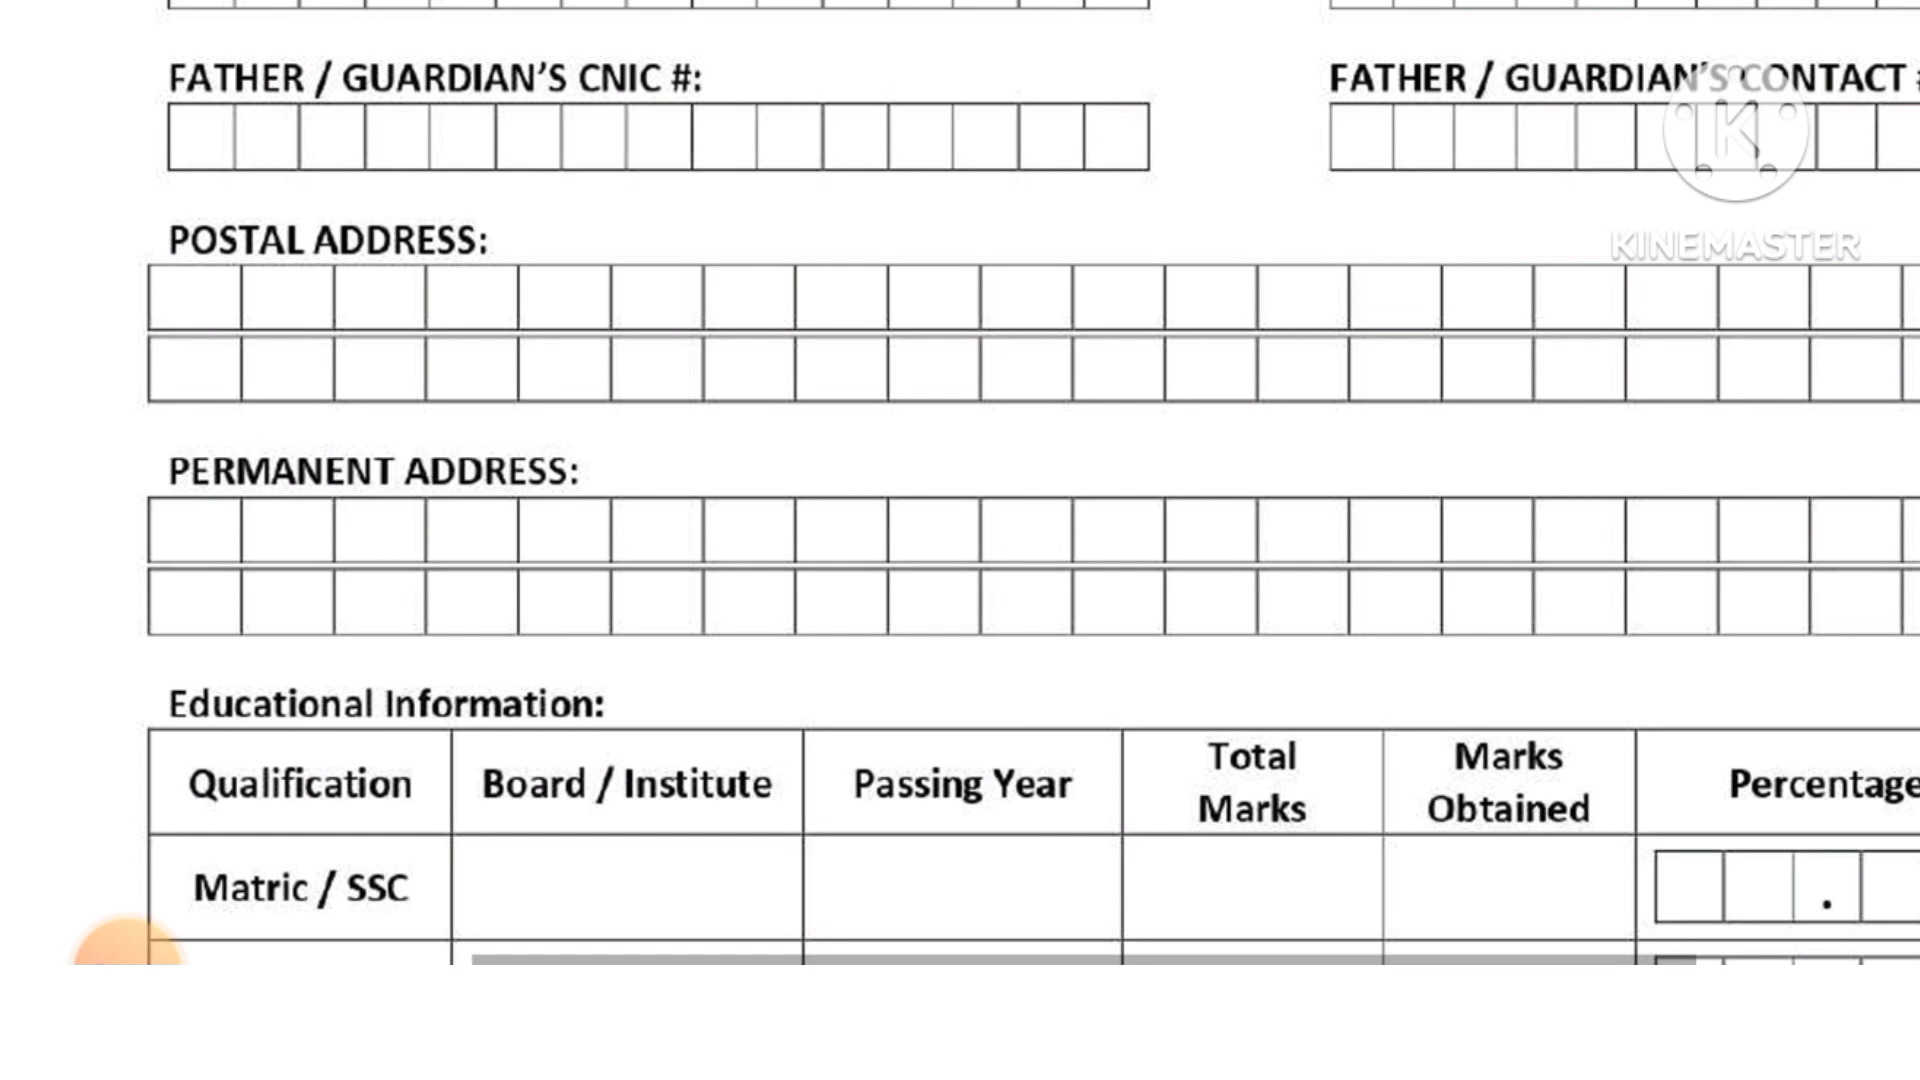 FATHER / GUARDIAN'S CNIC #:
FATHER / GUARDIAN'S CONTACT #
KINEMASTER
POSTAL ADDRESS:
PERMANENT ADDRESS:
Educational Information:
Qualification Board / Institute Passing Year Total Marks Marks Obtained Percentage
Matric / SSC .